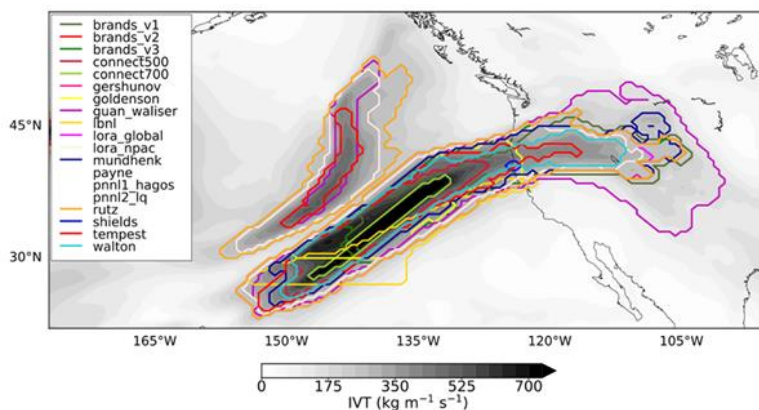 brands_v1
brands_v2
brands_v3
connect500
connect700
gershunov
goldenson
guan_waliser
lbnl
lora_global
lora_npac
mundhenk
payne
pnnl1_hagos
pnnl2_lq
rutz
shields
tempest
walton
45°N
30°N
165°W 150°W 135°W 120°W 105°W
0 175 350 525 700
IVT (kg m⁻¹ s⁻¹)